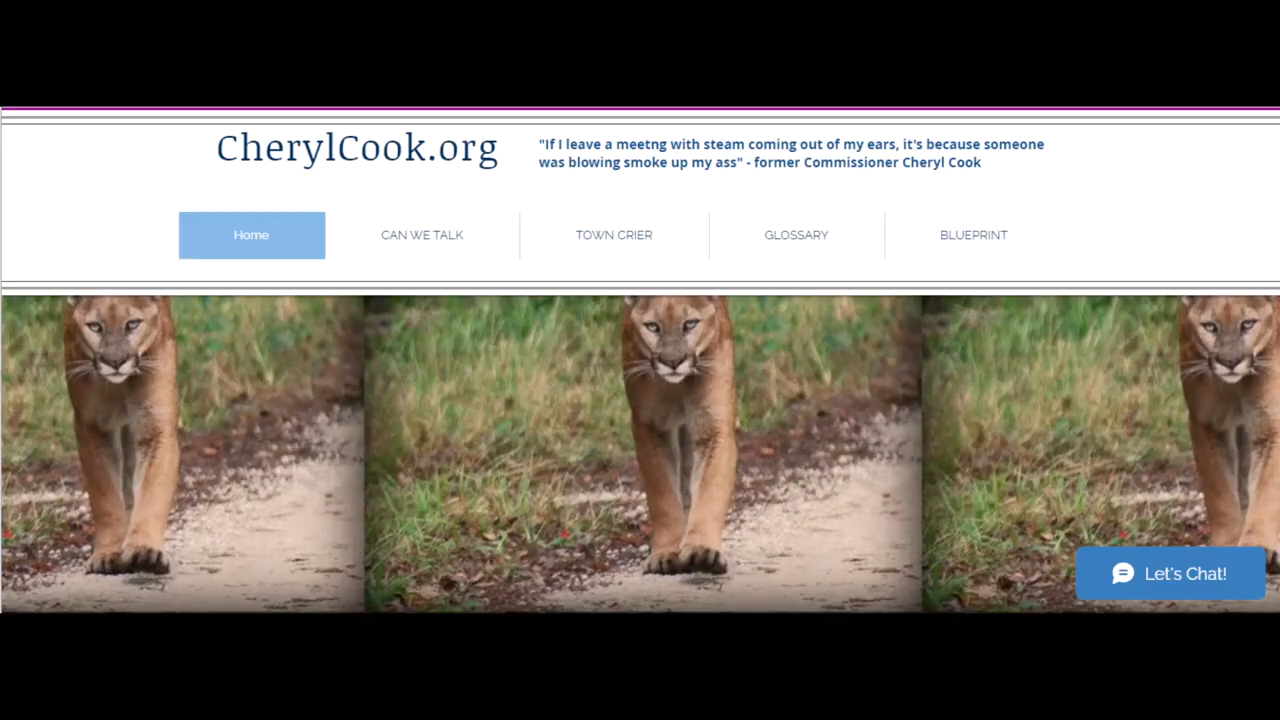 CherylCook.org
"If I leave a meetng with steam coming out of my ears, it's because someone
was blowing smoke up my ass" - former Commissioner Cheryl Cook
Home
CAN WE TALK
TOWN CRIER
GLOSSARY
BLUEPRINT
Let's Chat!